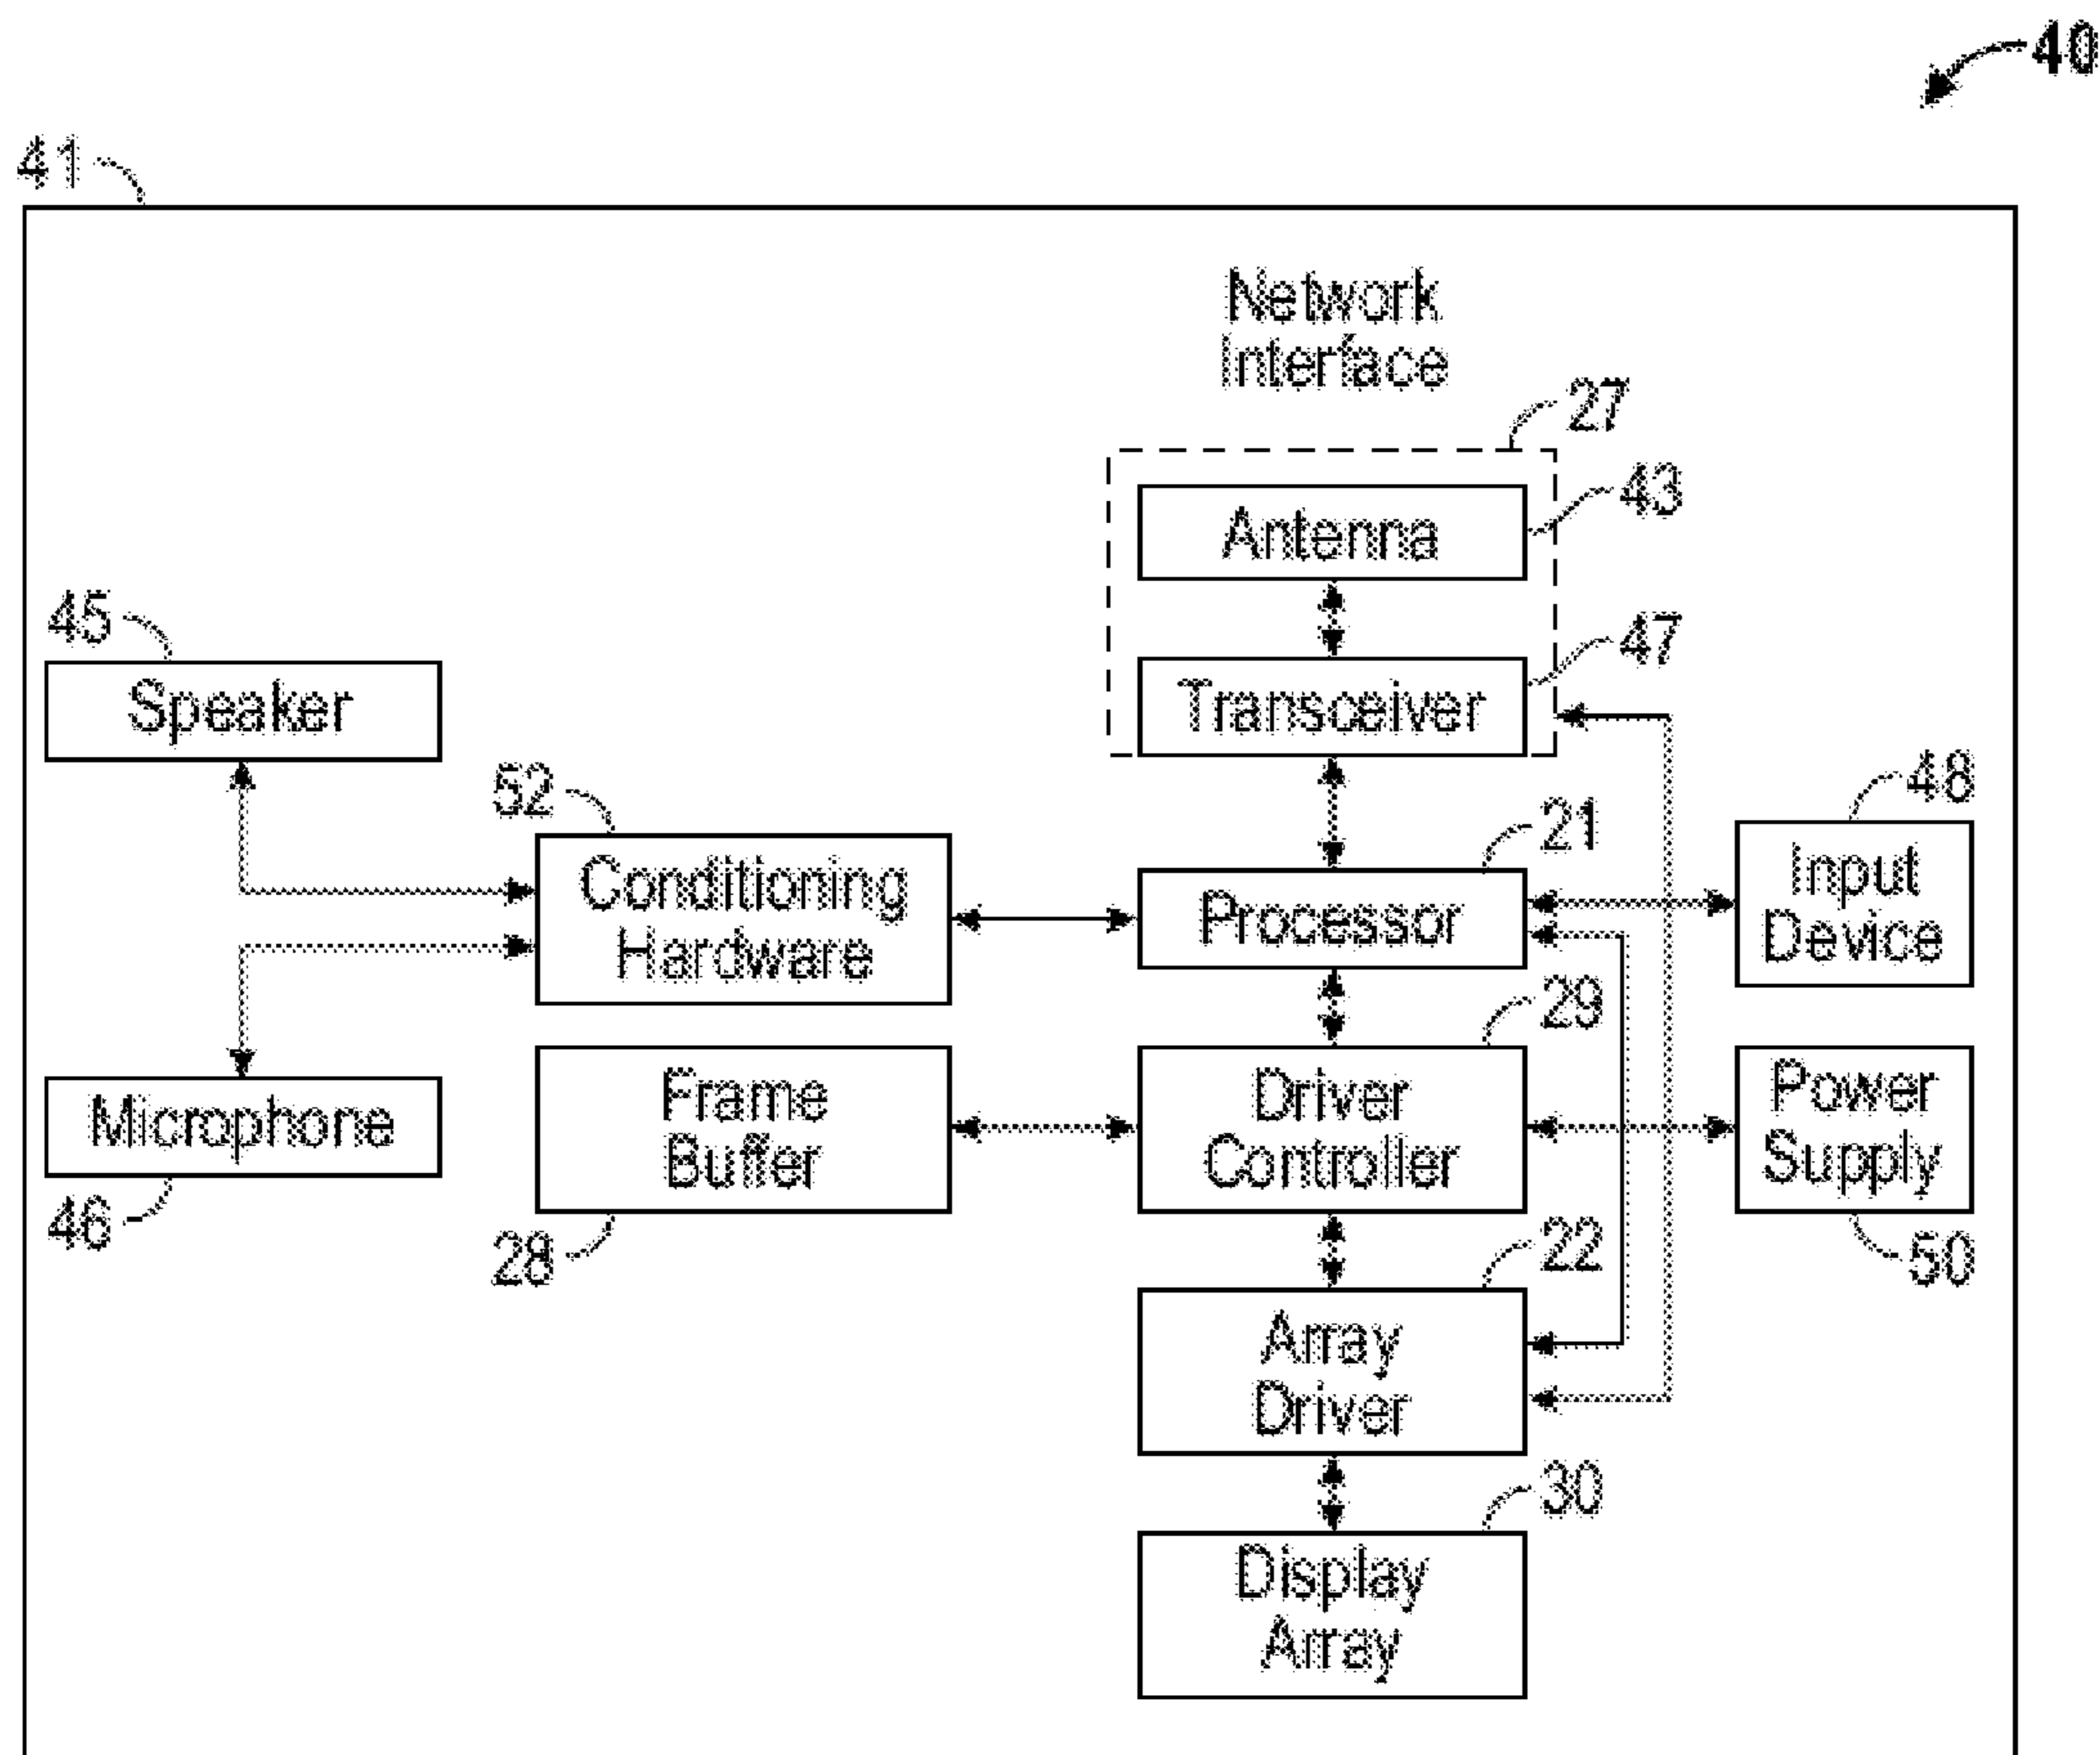 40
41
Network
Interface
27
43
Antenna
45
47
Speaker
Transceiver
52
21
48
Conditioning
Hardware
Processor
Input
Device
29
Microphone
Frame
Buffer
Driver
Controller
Power
Supply
46
28
22
50
Array
Driver
30
Display
Array